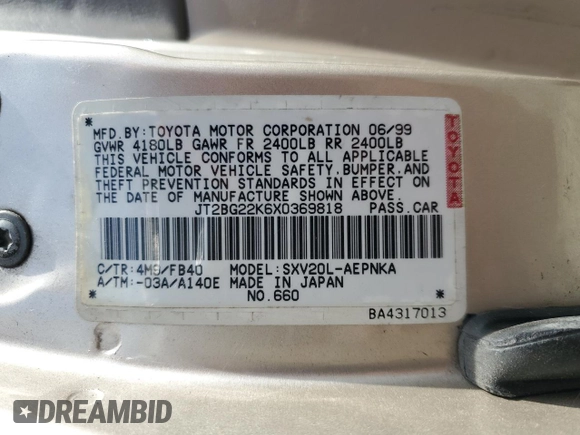 MFD.BY:TOYOTA MOTOR CORPORATION 06/99
GVWR 4180LB GAWR FR 2400LB RR 2400LB
THIS VEHICLE CONFORMS TO ALL APPLICABLE
FEDERAL MOTOR VEHICLE SAFETY.BUMPER.AND
THEFT PREVENTION STANDARDS IN EFFECT ON
THE DATE OF MANUFACTURE SHOWN ABOVE.
JT2BG22K6X0369818 PASS.CAR
TOYOTA
C/TR:4M9/FB40 MODEL:SXV20L-AEPNKA
A/TM:-03A/A140E MADE IN JAPAN
NO.660
BA4317013
DREAMBID